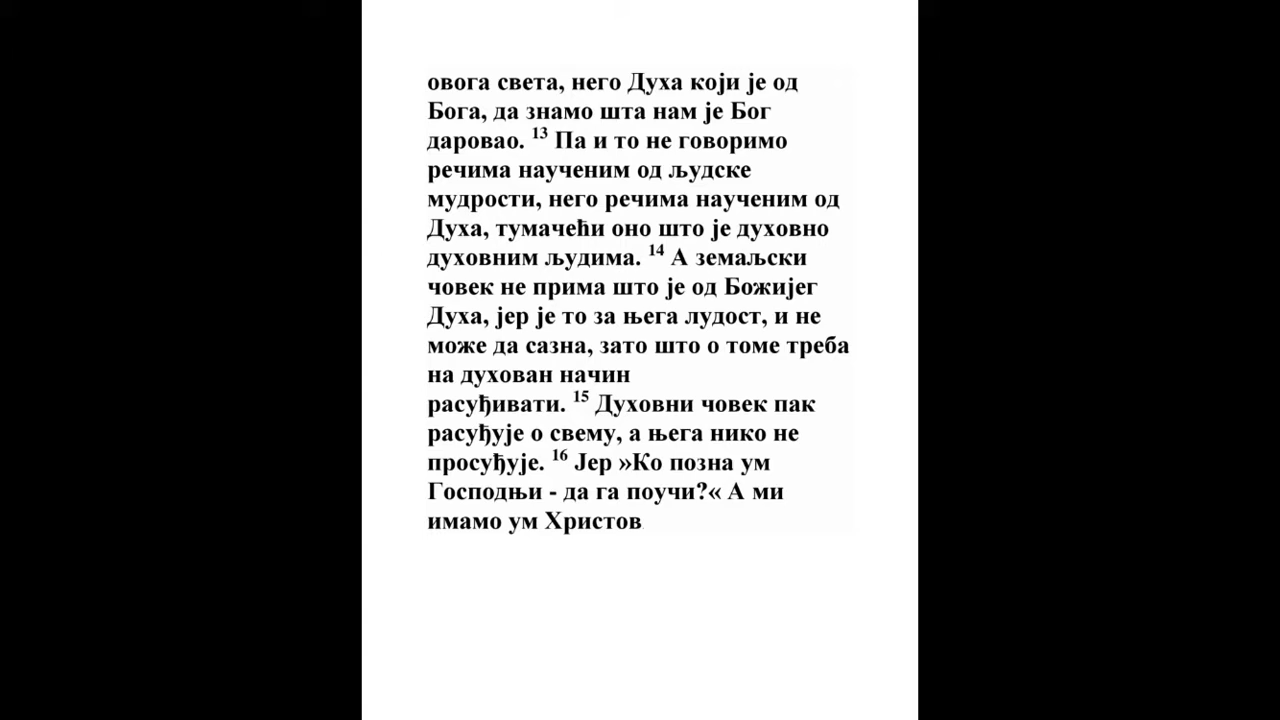 овога света, него Духа који је од
Бога, да знамо шта нам је Бог
даровао. 13 Па и то не говоримо
речима наученим од људске
мудрости, него речима наученим од
Духа, тумачећи оно што је духовно
духовним људима. 14 А земаљски
човек не прима што је од Божијег
Духа, јер је то за њега лудост, и не
може да сазна, зато што о томе треба
на духован начин
расуђивати. 15 Духовни човек пак
расуђује о свему, а њега нико не
просуђује. 16 Јер »Ко позна ум
Господњи - да га поучи?« А ми
имамо ум Христов